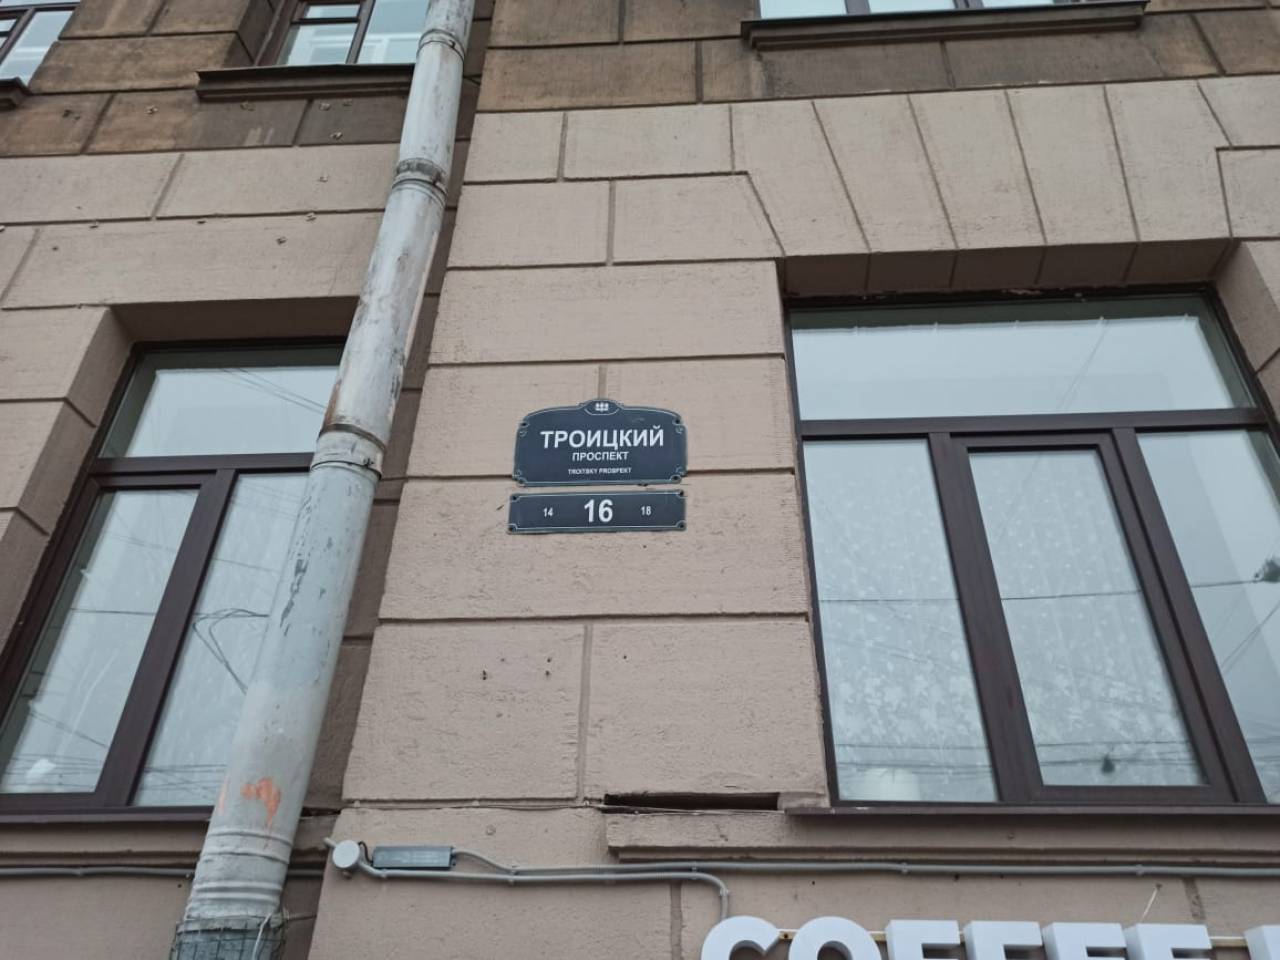 ТРОИЦКИЙ
ПРОСПЕКТ
TROITSKY PROSPEKT
14 16 18
COFFEE